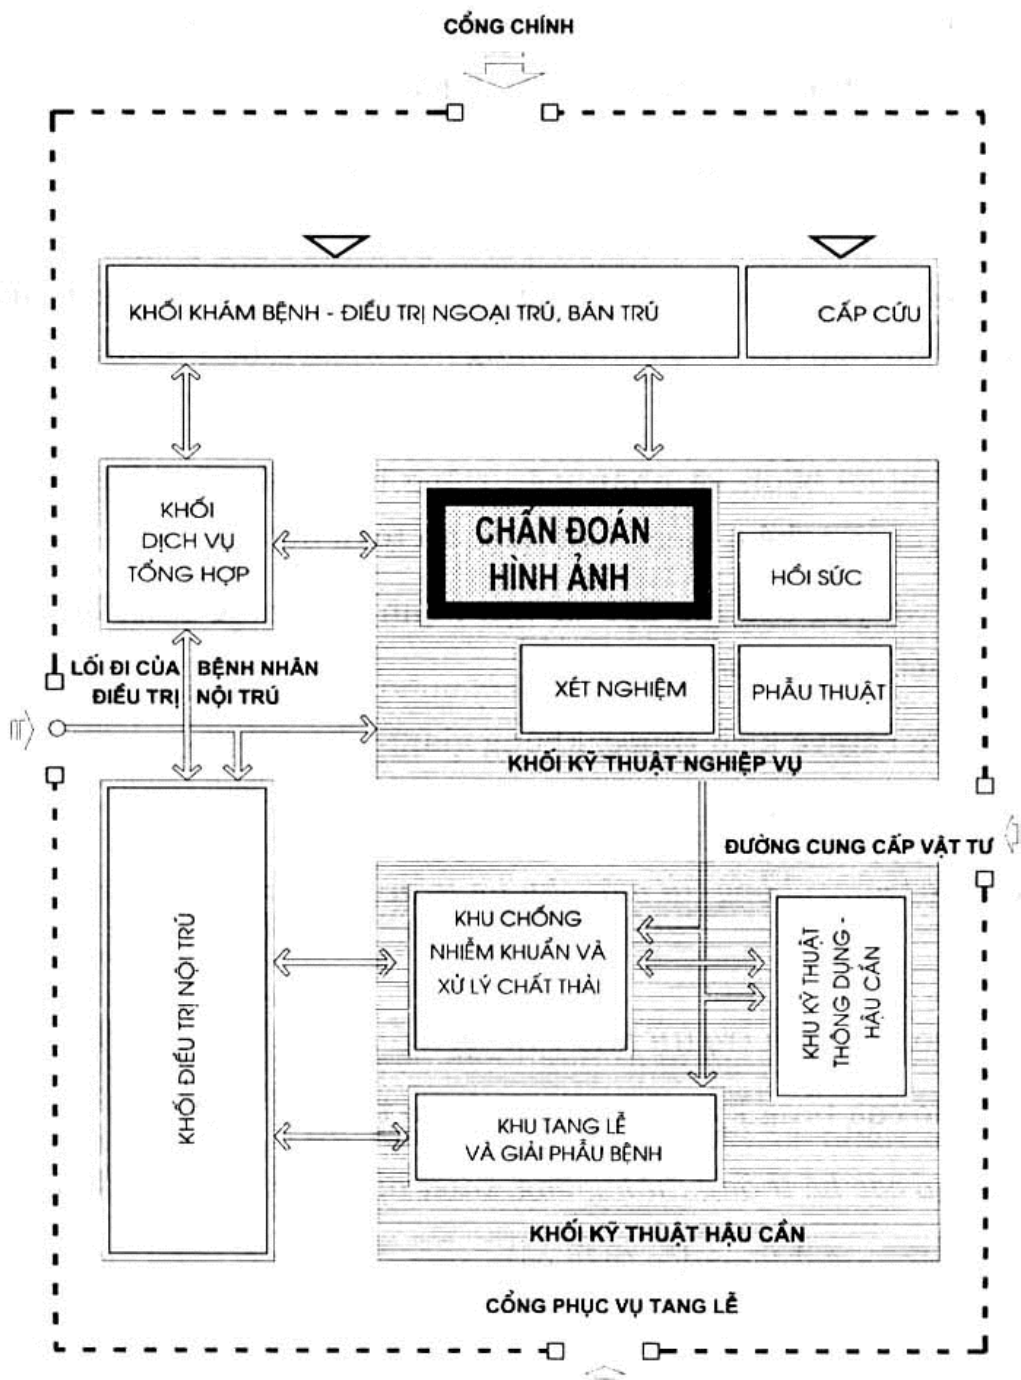 CỔNG CHÍNH
KHỐI KHÁM BỆNH - ĐIỀU TRỊ NGOẠI TRÚ, BÁN TRÚ
CẤP CỨU
KHỐI
DỊCH VỤ
TỔNG HỢP
CHẨN ĐOÁN
HÌNH ẢNH
HỒI SỨC
LỐI ĐI CỦA BỆNH NHÂN
ĐIỀU TRỊ NỘI TRÚ
XÉT NGHIỆM
PHẪU THUẬT
KHỐI KỸ THUẬT NGHIỆP VỤ
ĐƯỜNG CUNG CẤP VẬT TƯ
KHỐI ĐIỀU TRỊ NỘI TRÚ
KHU CHỐNG
NHIỄM KHUẨN VÀ
XỬ LÝ CHẤT THẢI
KHU KỸ THUẬT
THÔNG DỤNG -
HẬU CẦN
KHU TANG LỄ
VÀ GIẢI PHẪU BỆNH
KHỐI KỸ THUẬT HẬU CẦN
CỔNG PHỤC VỤ TANG LỄ